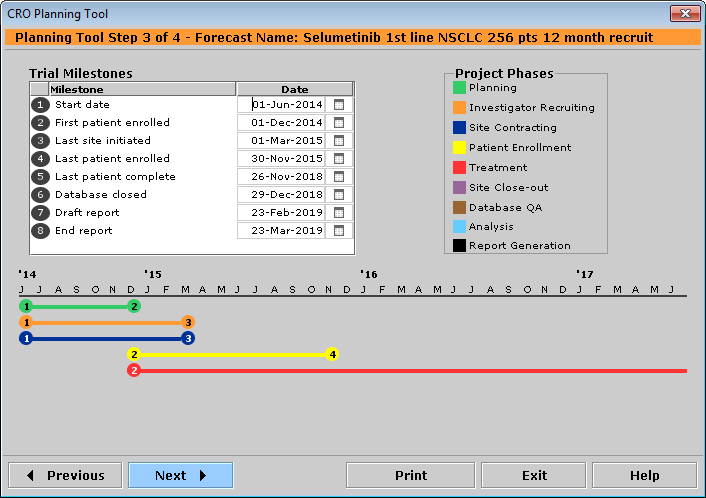 CRO Planning Tool
Planning Tool Step 3 of 4 - Forecast Name: Selumetinib 1st line NSCLC 256 pts 12 month recruit
Trial Milestones
Milestone Date
1 Start date 01-Jun-2014
2 First patient enrolled 01-Dec-2014
3 Last site initiated 01-Mar-2015
4 Last patient enrolled 30-Nov-2015
5 Last patient complete 26-Nov-2018
6 Database closed 29-Dec-2018
7 Draft report 23-Feb-2019
8 End report 23-Mar-2019
Project Phases
Planning
Investigator Recruiting
Site Contracting
Patient Enrollment
Treatment
Site Close-out
Database QA
Analysis
Report Generation
'14 '15 '16 '17
J J A S O N D J F M A M J J A S O N D J F M A M J J A S O N D J F M A M J
1 2
1 3
1 3
2 4
2
Previous Next Print Exit Help